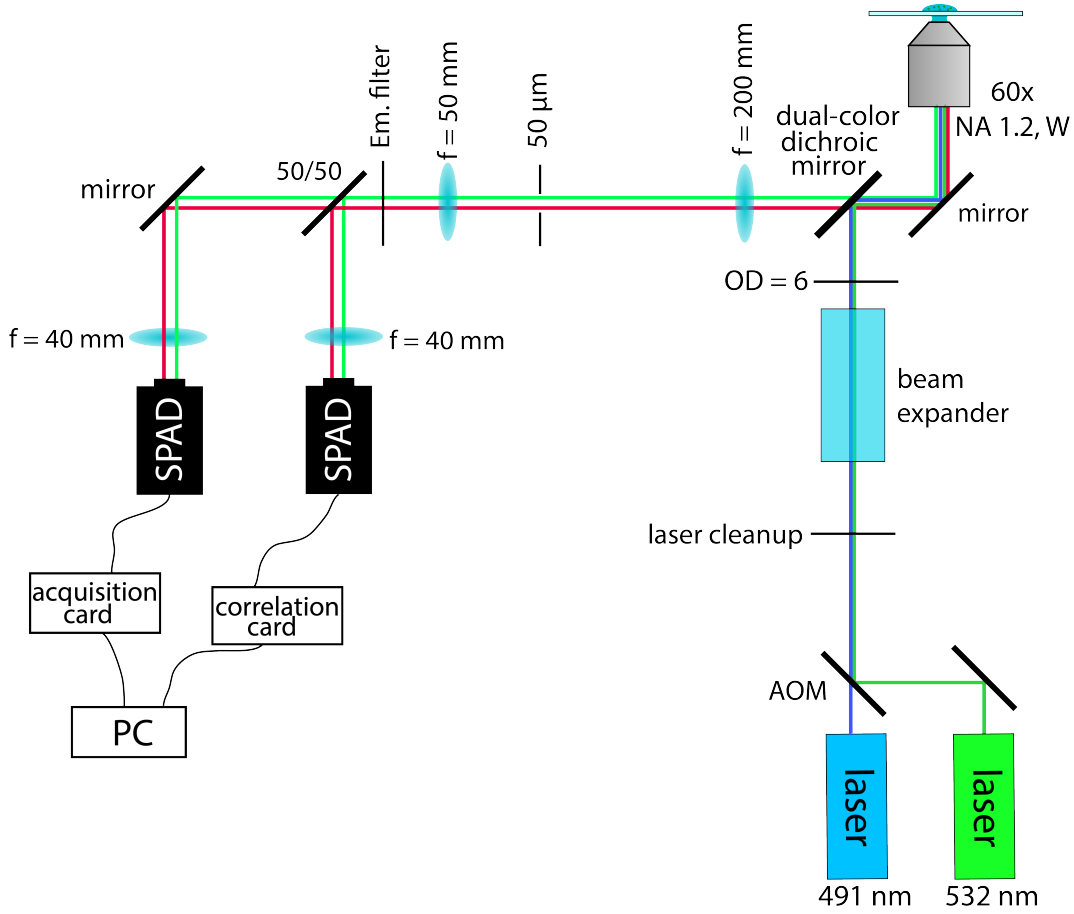 60x
NA 1.2, W
dual-color
dichroic
mirror
f = 200 mm
50 µm
f = 50 mm
Em. filter
50/50
mirror
mirror
OD = 6
f = 40 mm
f = 40 mm
beam
expander
SPAD
SPAD
laser cleanup
acquisition
card
correlation
card
AOM
PC
laser
laser
491 nm
532 nm